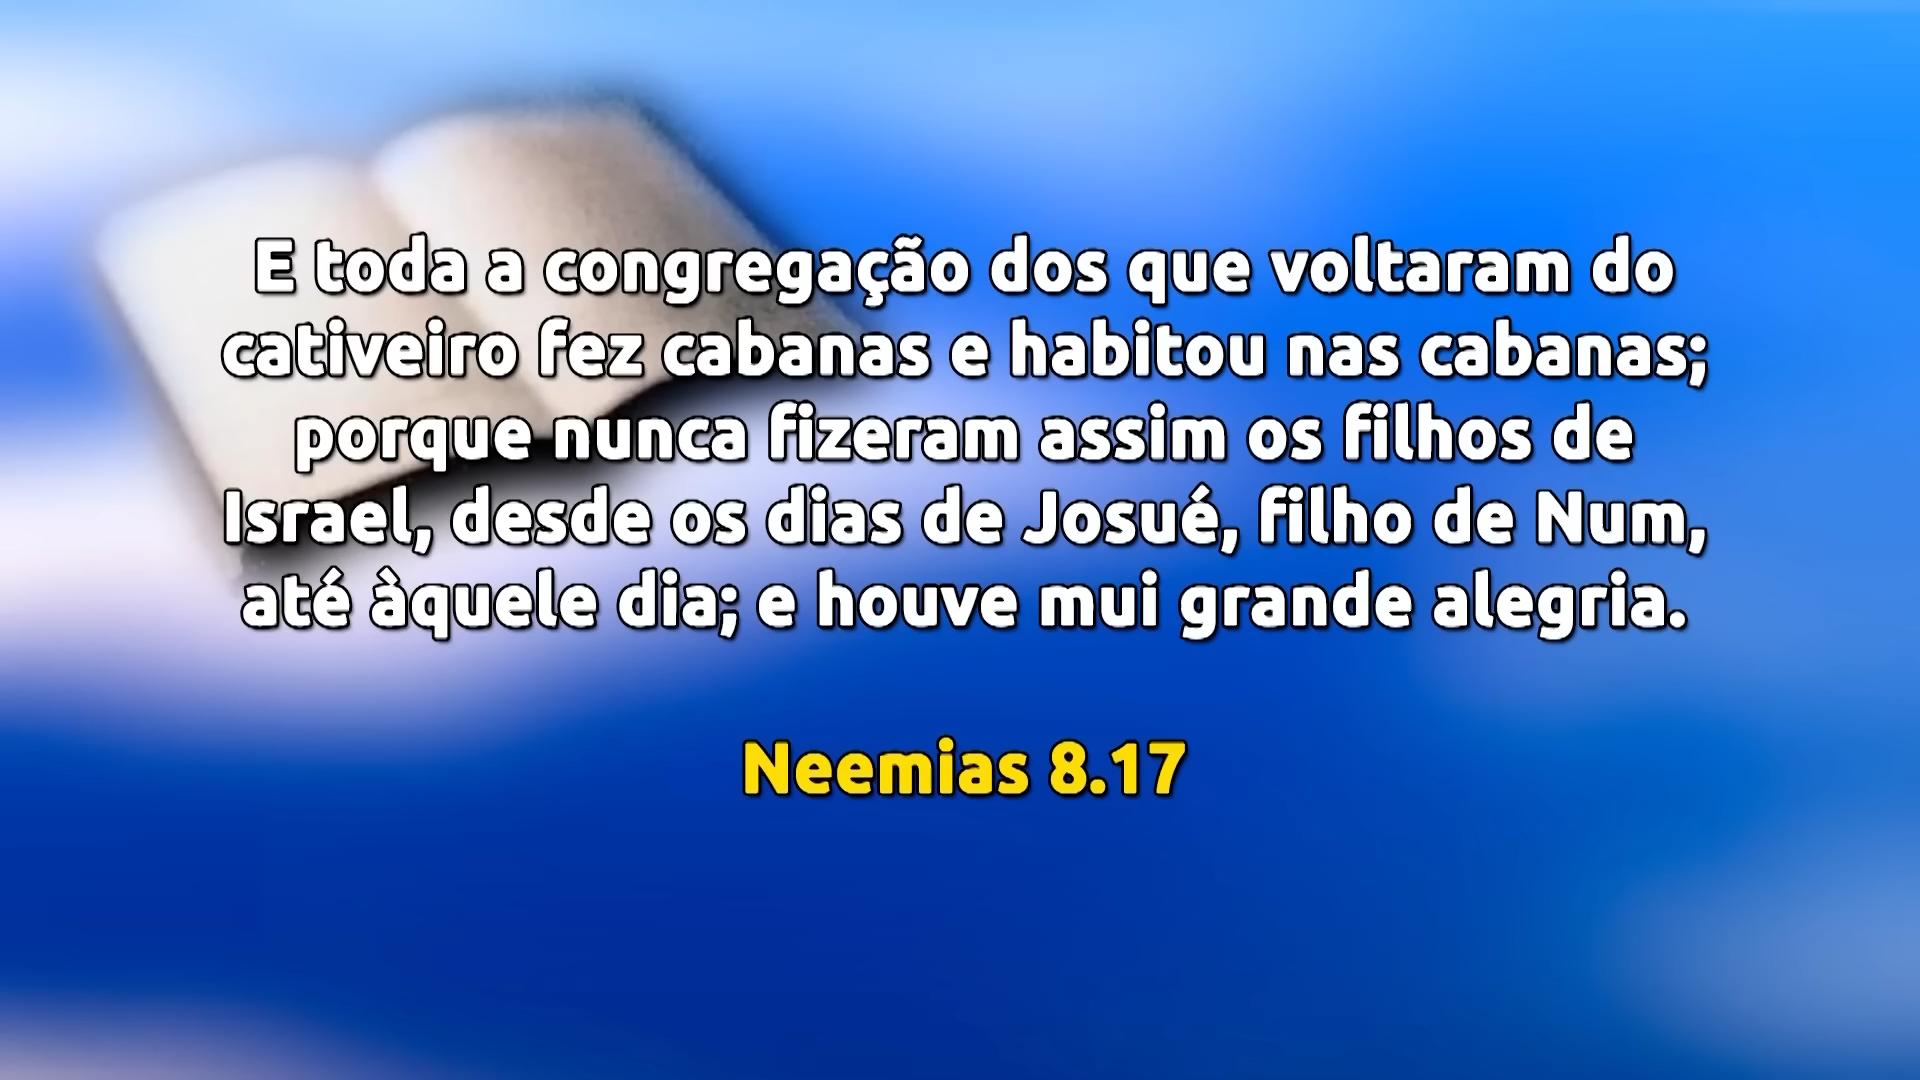 E toda a congregação dos que voltaram do
cativeiro fez cabanas e habitou nas cabanas;
porque nunca fizeram assim os filhos de
Israel, desde os dias de Josué, filho de Num,
até àquele dia; e houve mui grande alegria.
Neemias 8.17